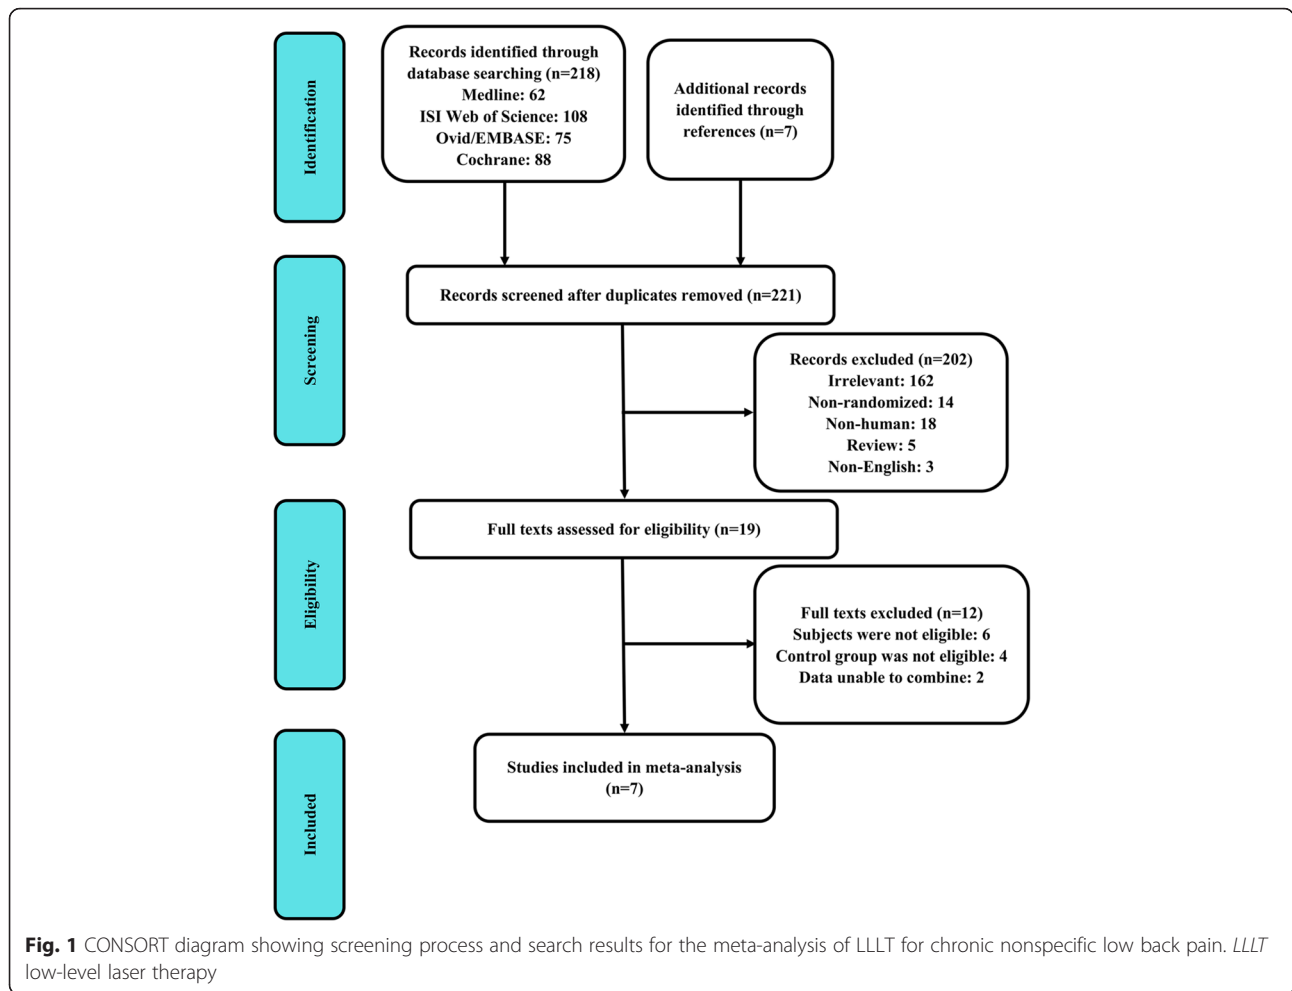 Identification
Records identified through
database searching (n=218)
Medline: 62
ISI Web of Science: 108
Ovid/EMBASE: 75
Cochrane: 88
Additional records
identified through
references (n=7)
Screening
Records screened after duplicates removed (n=221)
Records excluded (n=202)
Irrelevant: 162
Non-randomized: 14
Non-human: 18
Review: 5
Non-English: 3
Eligibility
Full texts assessed for eligibility (n=19)
Full texts excluded (n=12)
Subjects were not eligible: 6
Control group was not eligible: 4
Data unable to combine: 2
Included
Studies included in meta-analysis
(n=7)
Fig. 1 CONSORT diagram showing screening process and search results for the meta-analysis of LLLT for chronic nonspecific low back pain. LLLT
low-level laser therapy